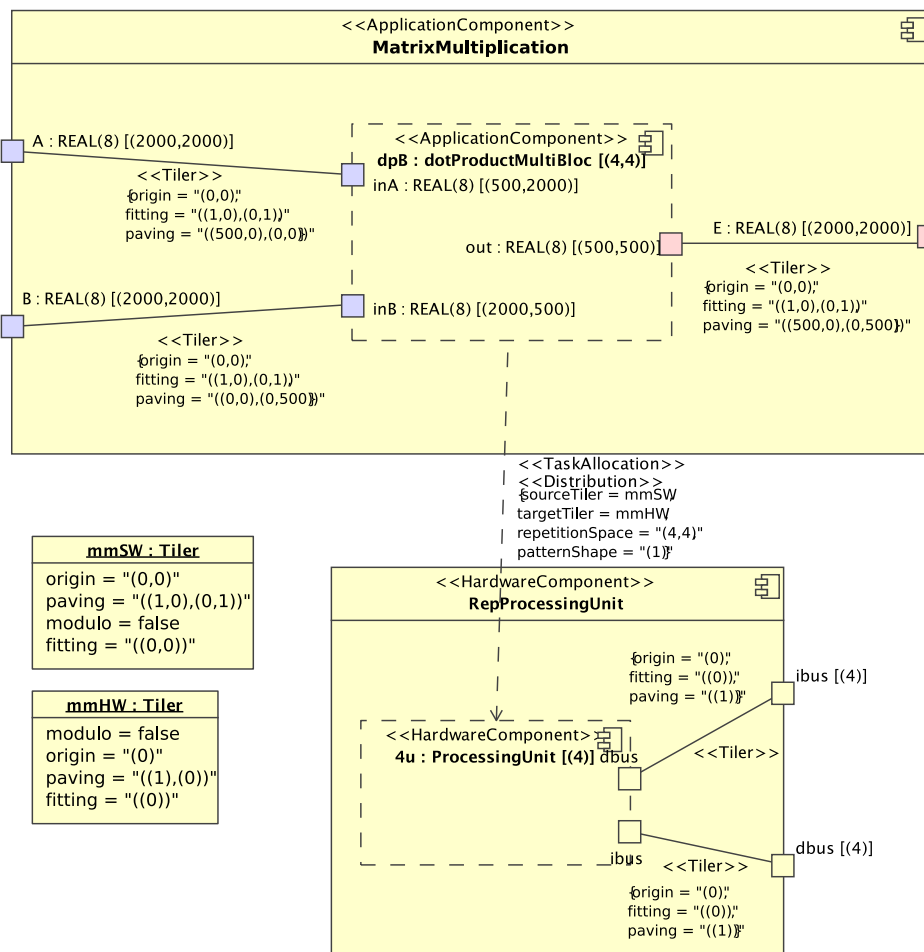 <<ApplicationComponent>>
MatrixMultiplication
A : REAL(8) [(2000,2000)]
<<Tiler>>
{origin = "(0,0)",
fitting = "((1,0),(0,1))",
paving = "((500,0),(0,0))"}
<<ApplicationComponent>>
dpB : dotProductMultiBloc [(4,4)]
inA : REAL(8) [(500,2000)]
out : REAL(8) [(500,500)]
inB : REAL(8) [(2000,500)]
E : REAL(8) [(2000,2000)]
<<Tiler>>
{origin = "(0,0)",
fitting = "((1,0),(0,1))",
paving = "((500,0),(0,500))"}
B : REAL(8) [(2000,2000)]
<<Tiler>>
{origin = "(0,0)",
fitting = "((1,0),(0,1))",
paving = "((0,0),(0,500))"}
<<TaskAllocation>>
<<Distribution>>
{sourceTiler = mmSW,
targetTiler = mmHW,
repetitionSpace = "(4,4)",
patternShape = "(1)"}
mmSW : Tiler
origin = "(0,0)"
paving = "((1,0),(0,1))"
modulo = false
fitting = "((0,0))"
mmHW : Tiler
modulo = false
origin = "(0)"
paving = "((1),(0))"
fitting = "((0))"
<<HardwareComponent>>
RepProcessingUnit
{origin = "(0)",
fitting = "((0))",
paving = "((1))"}
ibus [(4)]
<<Tiler>>
<<HardwareComponent>>
4u : ProcessingUnit [(4)]
dbus
ibus
dbus [(4)]
<<Tiler>>
{origin = "(0)",
fitting = "((0))",
paving = "((1))"}